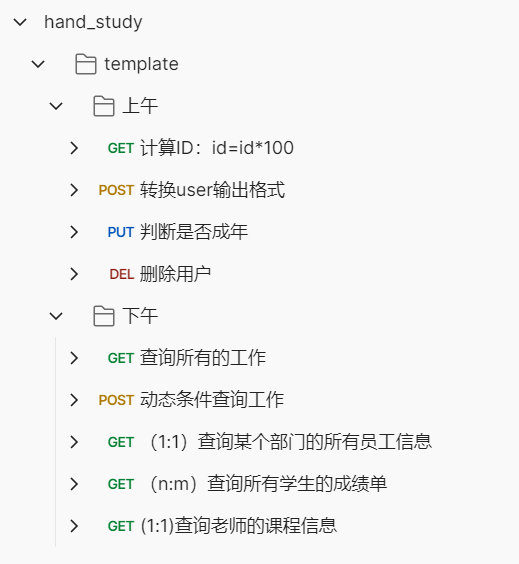 hand_study
template
上午
GET 计算ID：id=id*100
POST 转换user输出格式
PUT 判断是否成年
DEL 删除用户
下午
GET 查询所有的工作
POST 动态条件查询工作
GET （1:1）查询某个部门的所有员工信息
GET （n:m）查询所有学生的成绩单
GET (1:1)查询老师的课程信息